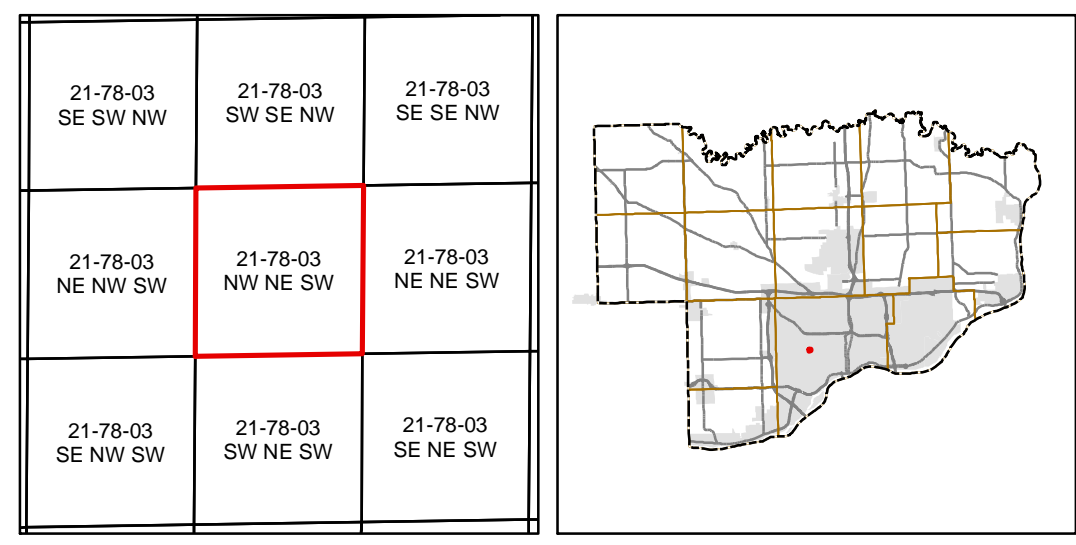 21-78-03
SE SW NW
21-78-03
SW SE NW
21-78-03
SE SE NW
21-78-03
NE NW SW
21-78-03
NW NE SW
21-78-03
NE NE SW
21-78-03
SE NW SW
21-78-03
SW NE SW
21-78-03
SE NE SW